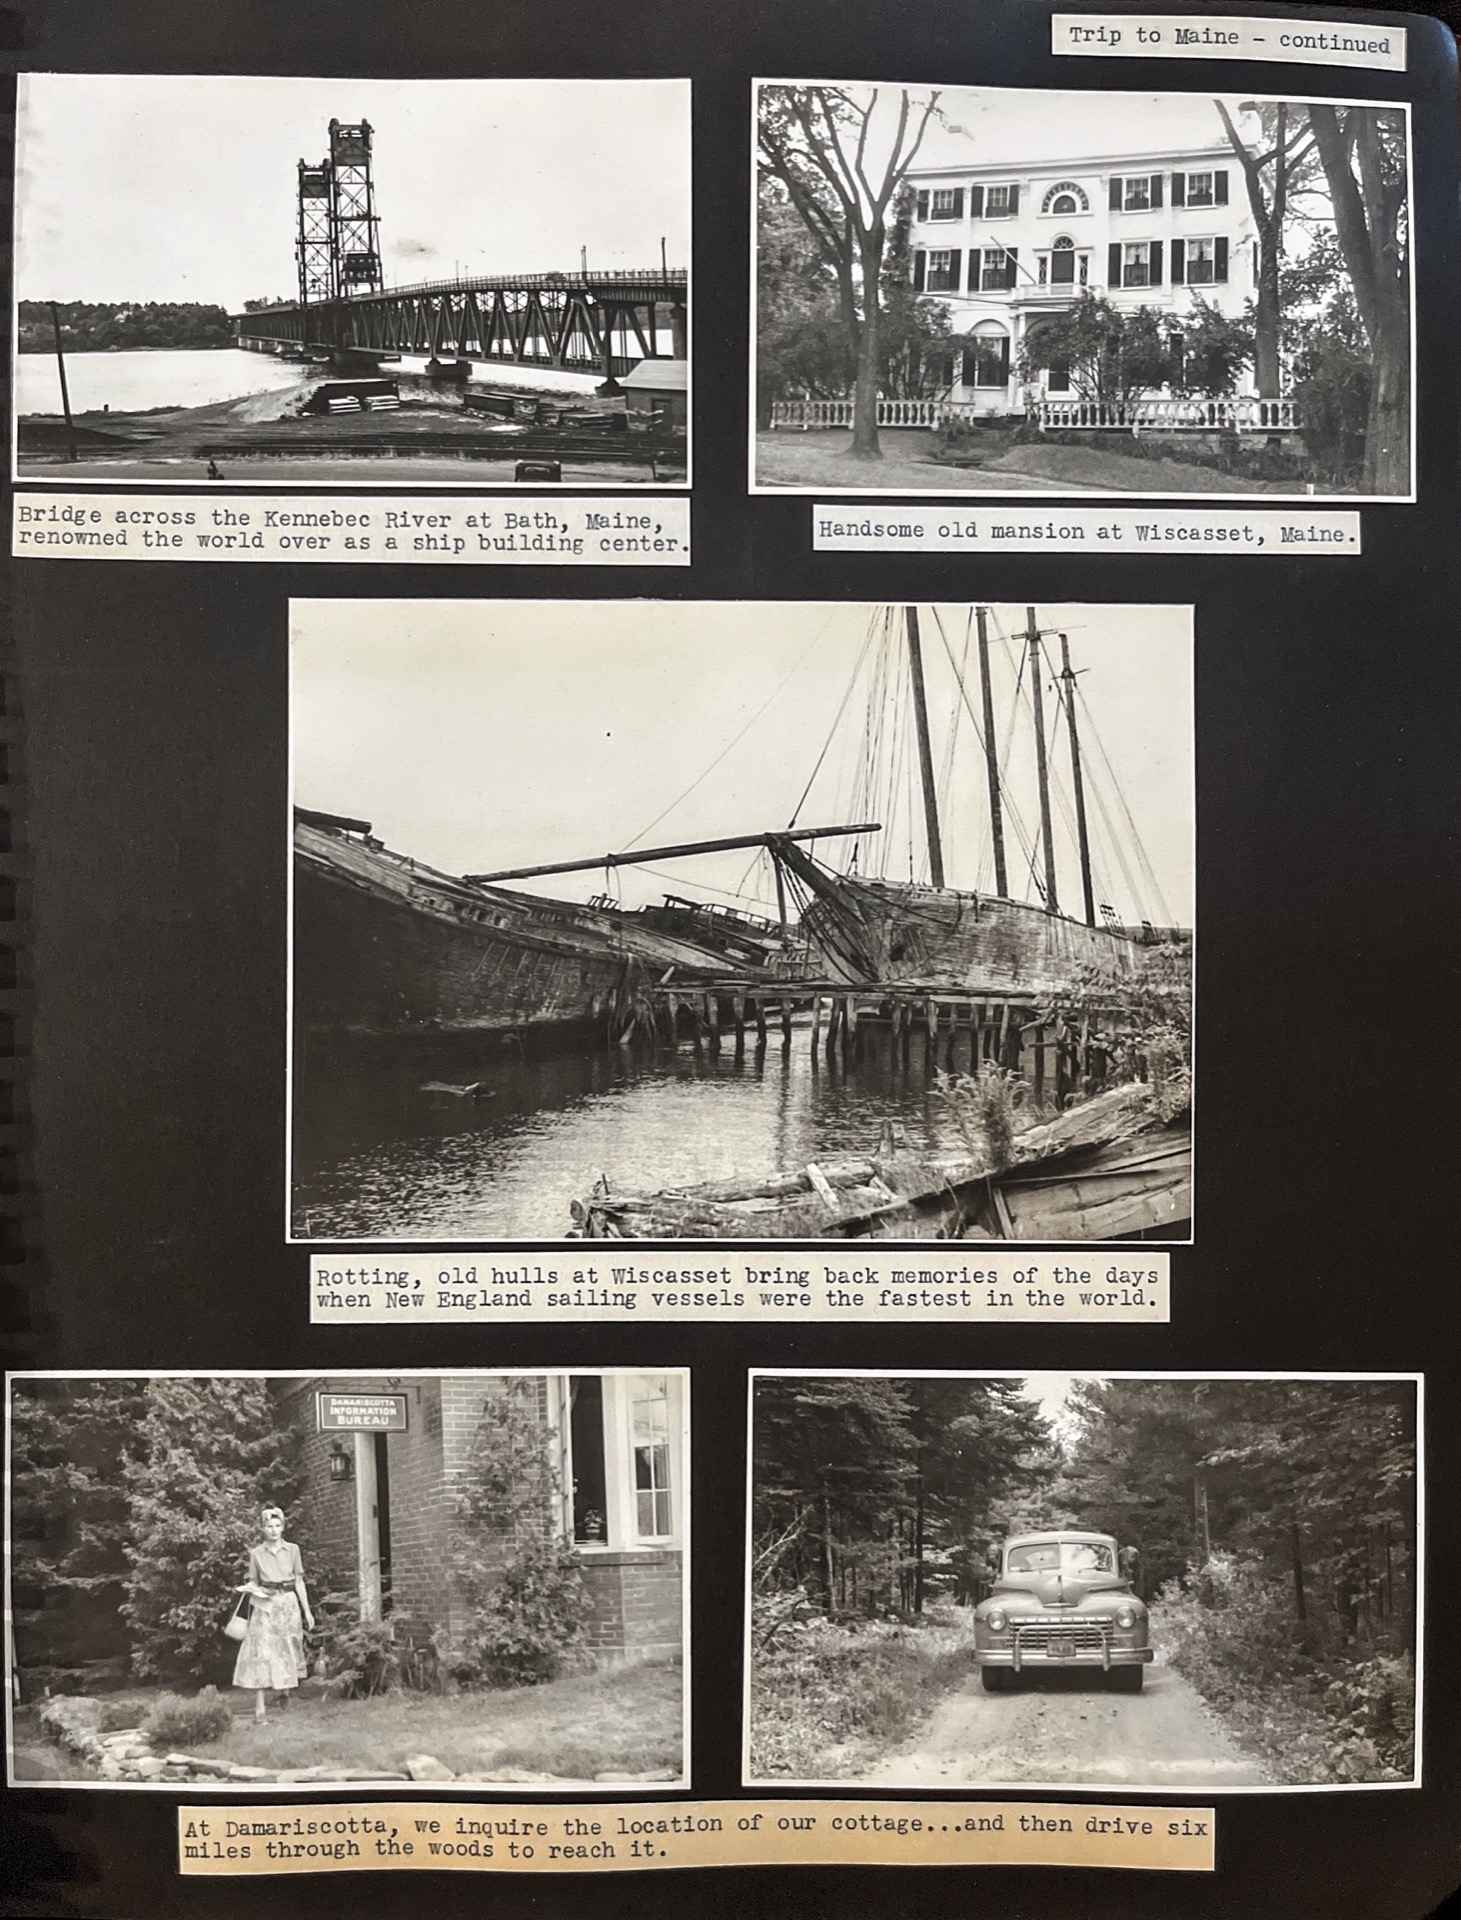 Trip to Maine - continued
Bridge across the Kennebec River at Bath, Maine,
renowned the world over as a ship building center.
Handsome old mansion at Wiscasset, Maine.
Rotting, old hulls at Wiscasset bring back memories of the days
when New England sailing vessels were the fastest in the world.
DAMARISCOTTA
INFORMATION
BUREAU
At Damariscotta, we inquire the location of our cottage...and then drive six
miles through the woods to reach it.